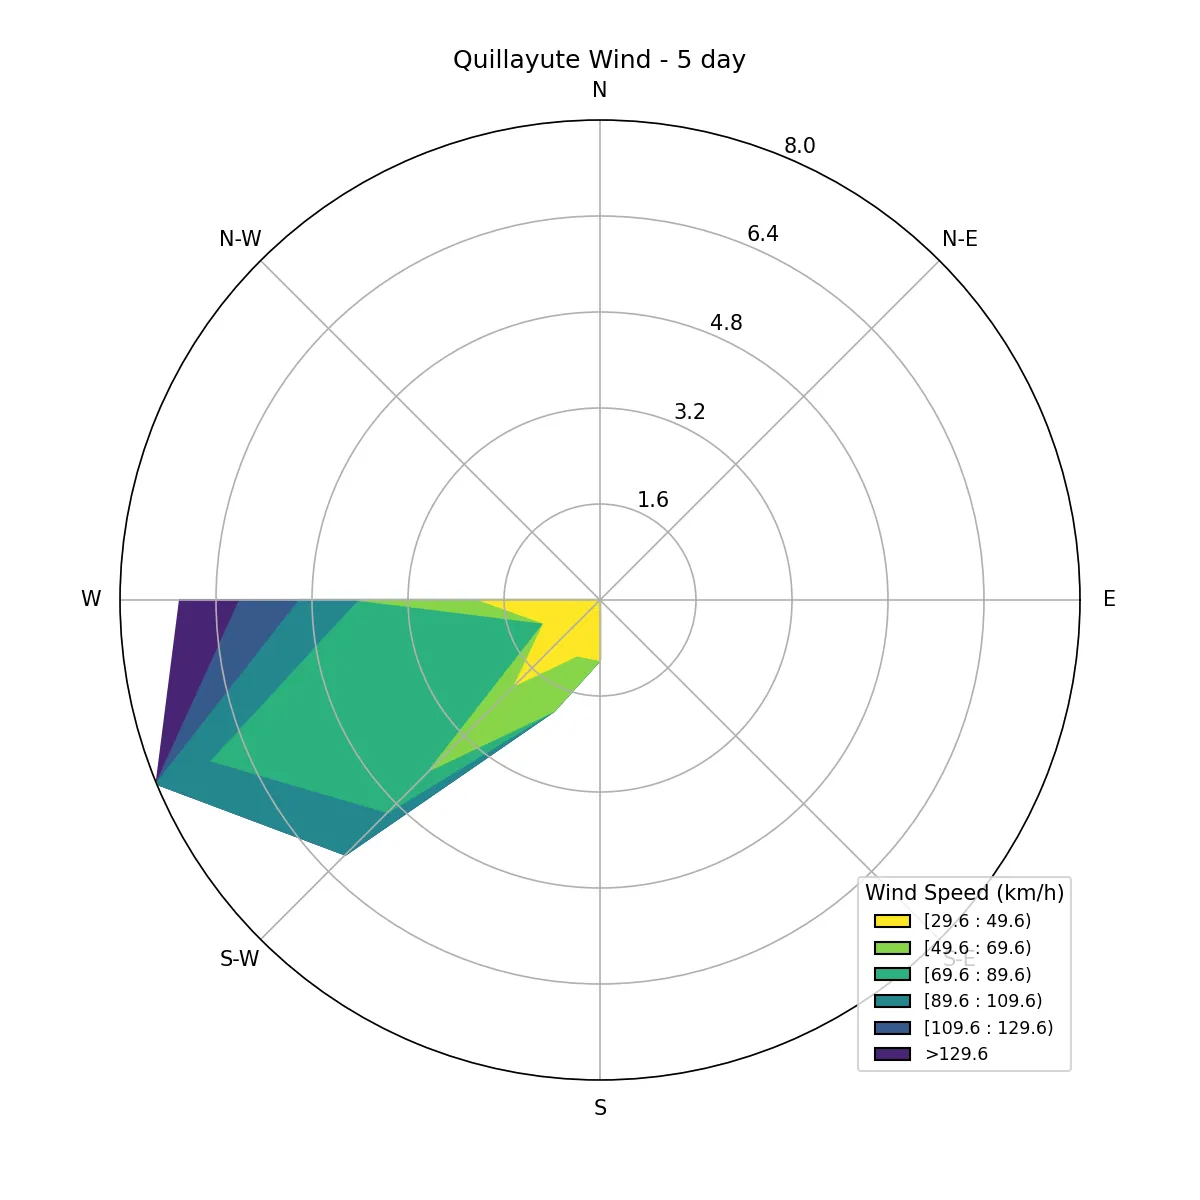 Quillayute Wind - 5 day
N
8.0
N-W
6.4
N-E
4.8
3.2
1.6
W
E
S-W
S-E
S
Wind Speed (km/h)
[29.6 : 49.6)
[49.6 : 69.6)
[69.6 : 89.6)
[89.6 : 109.6)
[109.6 : 129.6)
>129.6